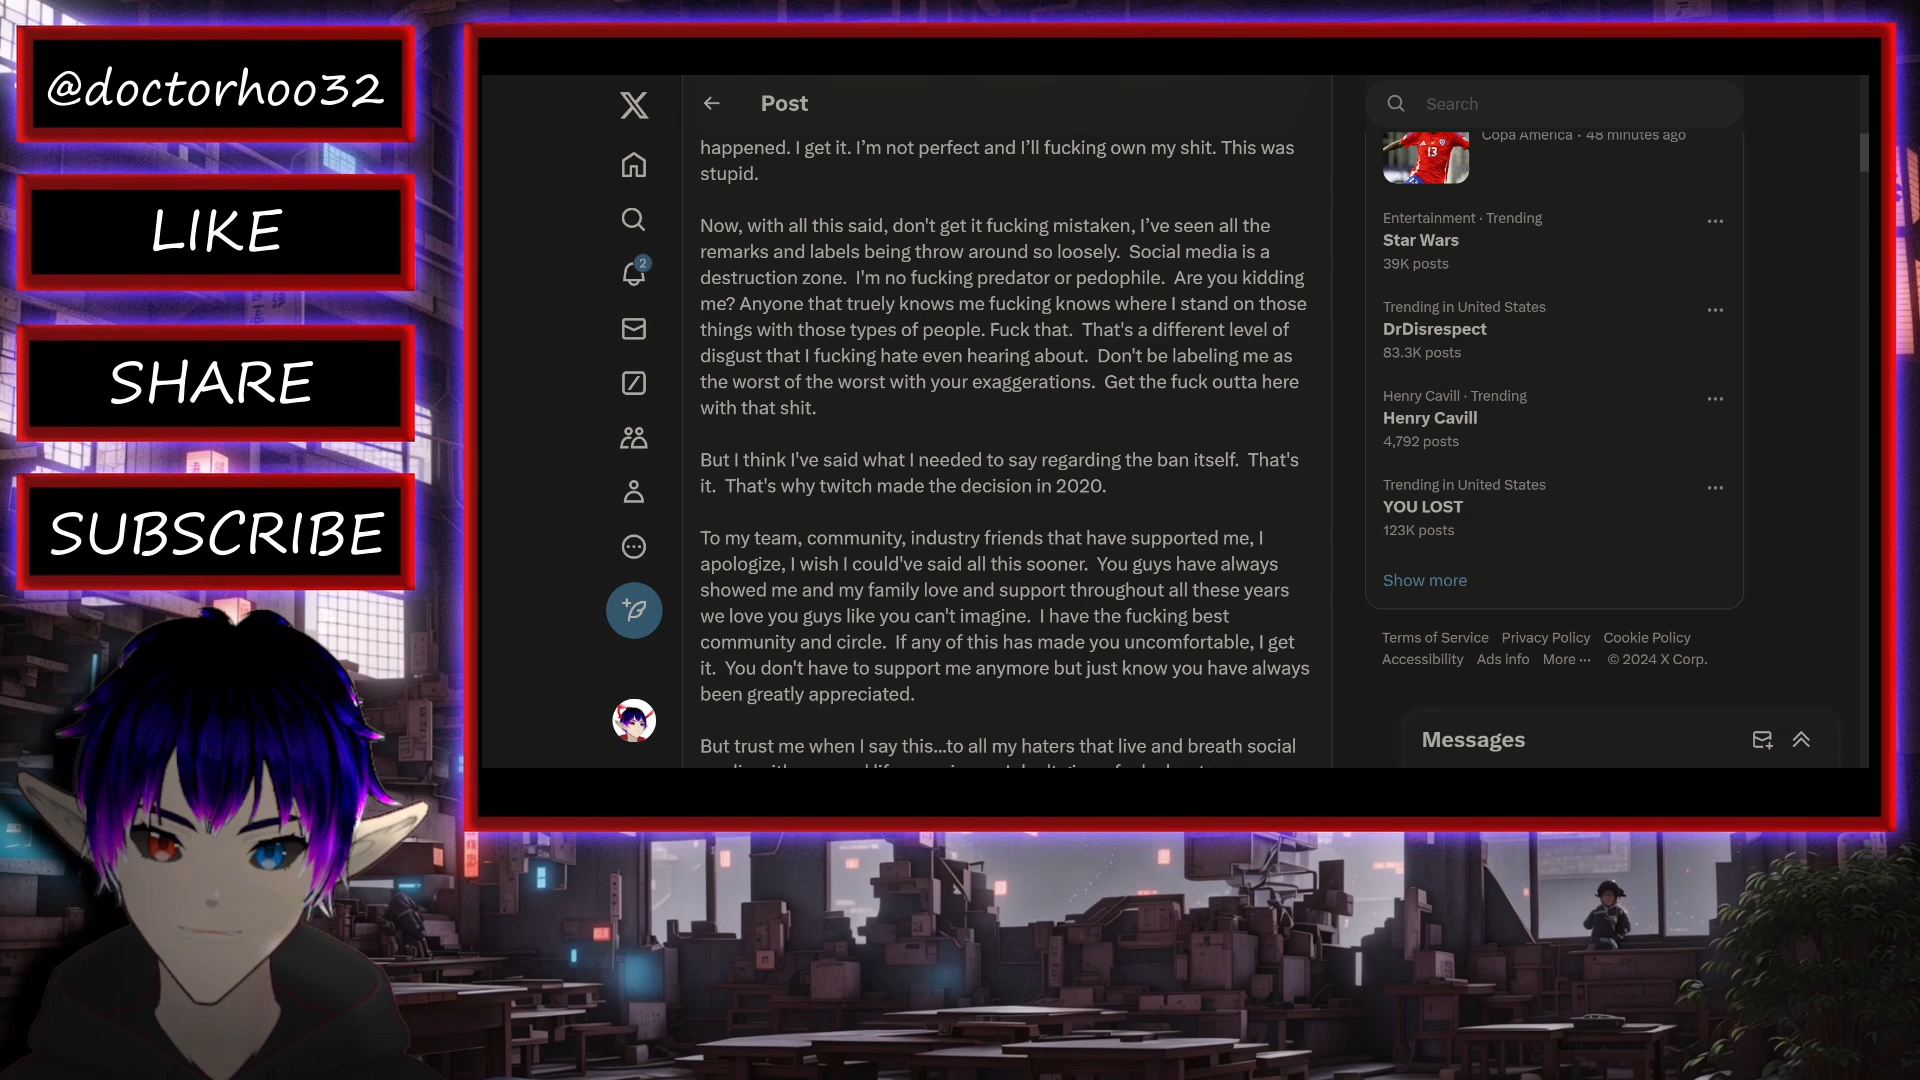 @doctorhoo32
LIKE
SHARE
SUBSCRIBE
Post
happened. I get it. I’m not perfect and I’ll fucking own my shit. This was
stupid.
Now, with all this said, don't get it fucking mistaken, I’ve seen all the
remarks and labels being throw around so loosely.  Social media is a
destruction zone.  I'm no fucking predator or pedophile.  Are you kidding
me? Anyone that truely knows me fucking knows where I stand on those
things with those types of people. Fuck that.  That's a different level of
disgust that I fucking hate even hearing about.  Don't be labeling me as
the worst of the worst with your exaggerations.  Get the fuck outta here
with that shit.
But I think I've said what I needed to say regarding the ban itself.  That's
it.  That's why twitch made the decision in 2020.
To my team, community, industry friends that have supported me, I
apologize, I wish I could've said all this sooner.  You guys have always
showed me and my family love and support throughout all these years
we love you guys like you can't imagine.  I have the fucking best
community and circle.  If any of this has made you uncomfortable, I get
it.  You don't have to support me anymore but just know you have always
been greatly appreciated.
But trust me when I say this...to all my haters that live and breath social
2
Search
Copa America · 48 minutes ago
13
Entertainment · Trending
Star Wars
39K posts
Trending in United States
DrDisrespect
83.3K posts
Henry Cavill · Trending
Henry Cavill
4,792 posts
Trending in United States
YOU LOST
123K posts
Show more
Terms of Service Privacy Policy Cookie Policy
Accessibility Ads info More ··· © 2024 X Corp.
Messages